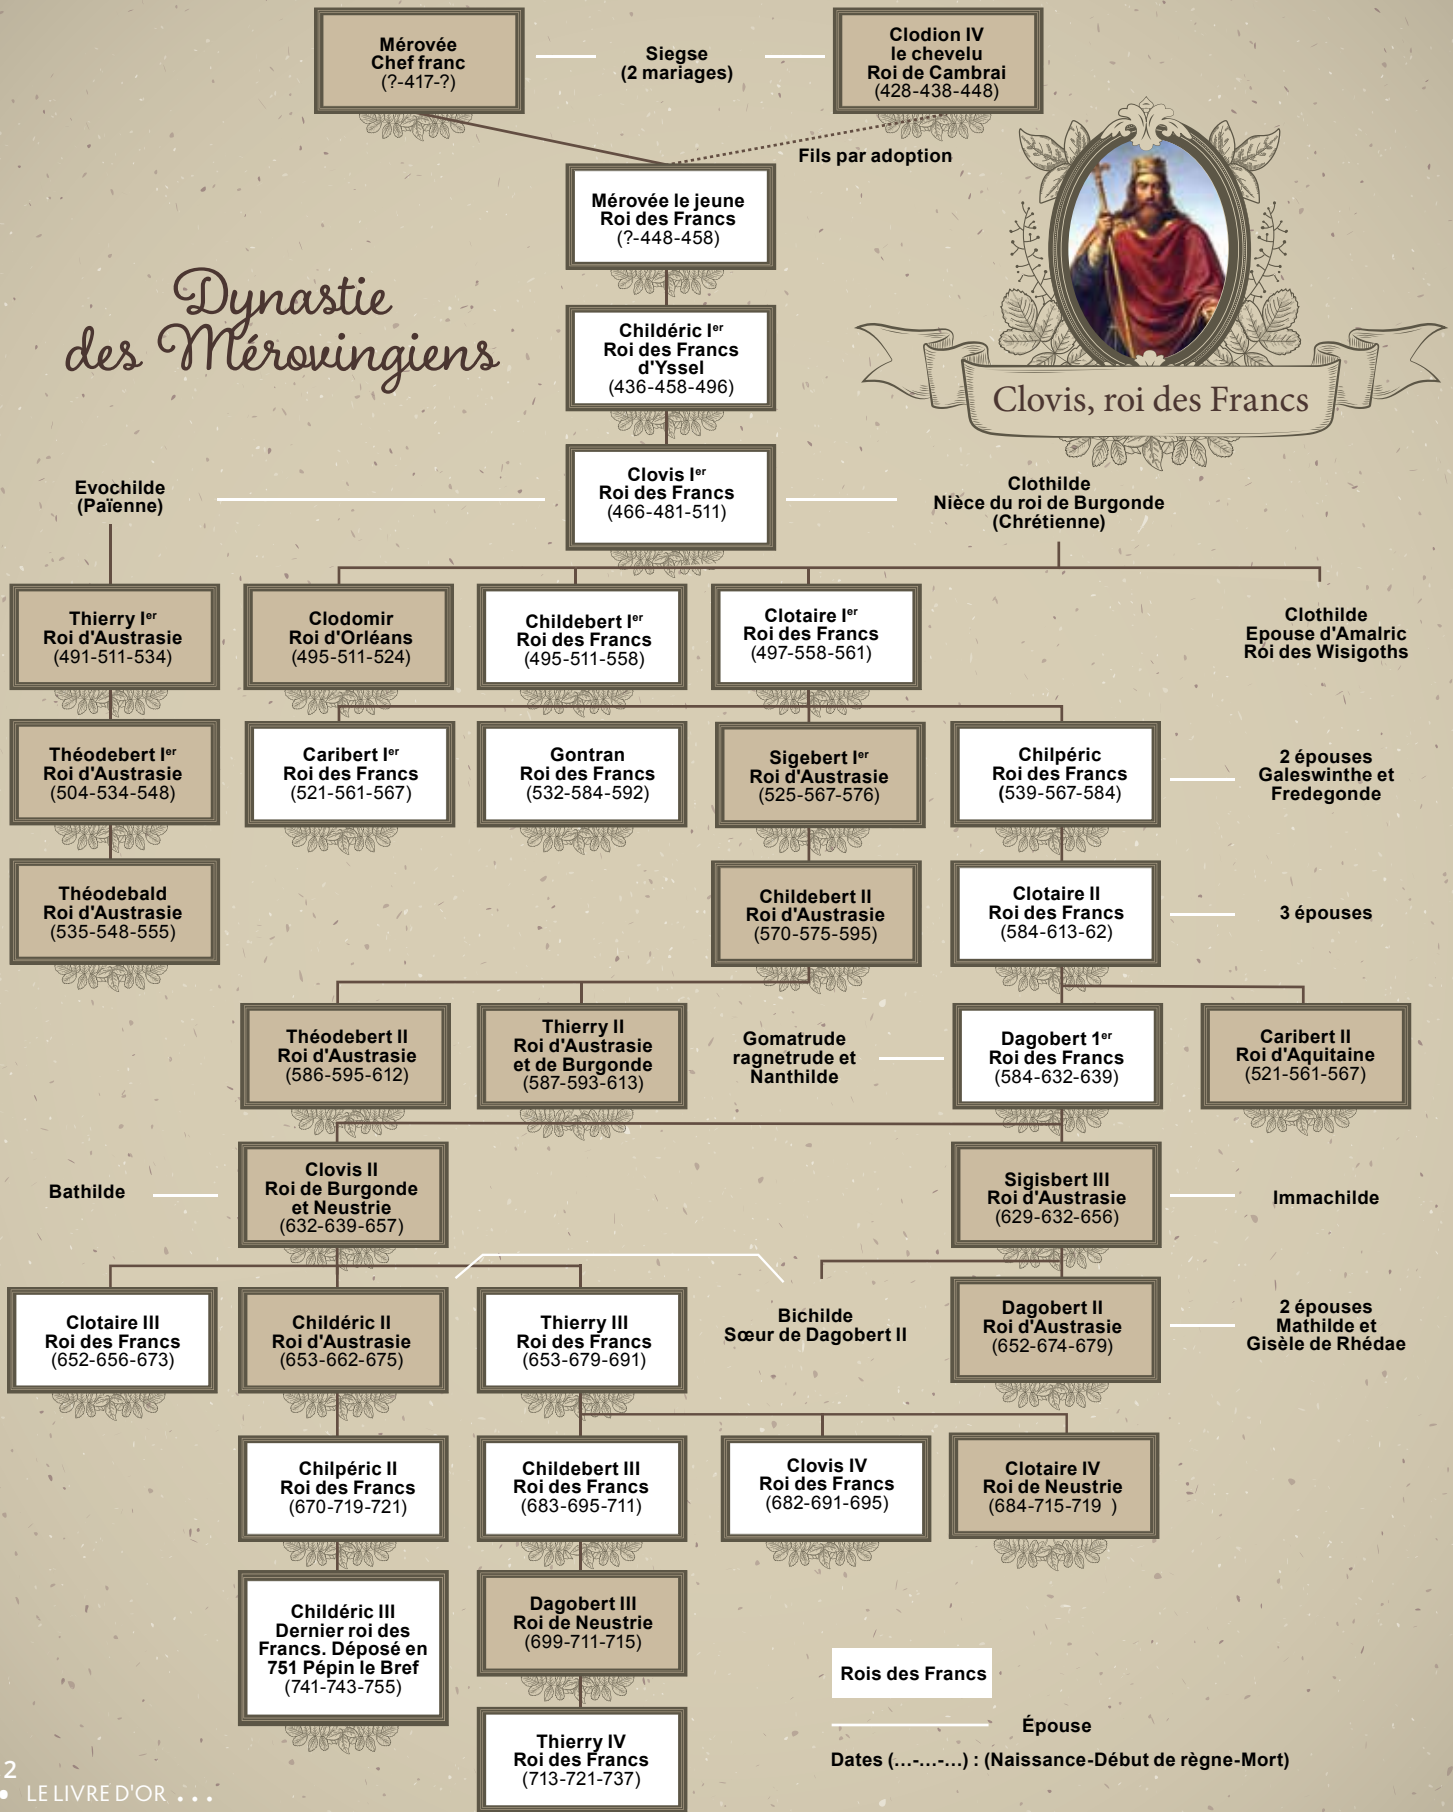 Mérovée
Chef franc
(?-417-?)
Siegse
(2 mariages)
Clodion IV
le chevelu
Roi de Cambrai
(428-438-448)
Fils par adoption
Mérovée le jeune
Roi des Francs
(?-448-458)
Dynastie
des Mérovingiens
Childéric Ier
Roi des Francs
d'Yssel
(436-458-496)
Clovis, roi des Francs
Evochilde
(Païenne)
Clovis Ier
Roi des Francs
(466-481-511)
Clothilde
Nièce du roi de Burgonde
(Chrétienne)
Thierry Ier
Roi d'Austrasie
(491-511-534)
Clodomir
Roi d'Orléans
(495-511-524)
Childebert Ier
Roi des Francs
(495-511-558)
Clotaire Ier
Roi des Francs
(497-558-561)
Clothilde
Epouse d'Amalric
Roi des Wisigoths
Théodebert Ier
Roi d'Austrasie
(504-534-548)
Caribert Ier
Roi des Francs
(521-561-567)
Gontran
Roi des Francs
(532-584-592)
Sigebert Ier
Roi d'Austrasie
(525-567-576)
Chilpéric
Roi des Francs
(539-567-584)
2 épouses
Galeswinthe et
Fredegonde
Théodebald
Roi d'Austrasie
(535-548-555)
Childebert II
Roi d'Austrasie
(570-575-595)
Clotaire II
Roi des Francs
(584-613-62)
3 épouses
Théodebert II
Roi d'Austrasie
(586-595-612)
Thierry II
Roi d'Austrasie
et de Burgonde
(587-593-613)
Gomatrude
ragnetrude et
Nanthilde
Dagobert 1er
Roi des Francs
(584-632-639)
Caribert II
Roi d'Aquitaine
(521-561-567)
Bathilde
Clovis II
Roi de Burgonde
et Neustrie
(632-639-657)
Sigisbert III
Roi d'Austrasie
(629-632-656)
Immachilde
Clotaire III
Roi des Francs
(652-656-673)
Childéric II
Roi d'Austrasie
(653-662-675)
Thierry III
Roi des Francs
(653-679-691)
Bichilde
Sœur de Dagobert II
Dagobert II
Roi d'Austrasie
(652-674-679)
2 épouses
Mathilde et
Gisèle de Rhédae
Chilpéric II
Roi des Francs
(670-719-721)
Childebert III
Roi des Francs
(683-695-711)
Clovis IV
Roi des Francs
(682-691-695)
Clotaire IV
Roi de Neustrie
(684-715-719 )
Childéric III
Dernier roi des
Francs. Déposé en
751 Pépin le Bref
(741-743-755)
Dagobert III
Roi de Neustrie
(699-711-715)
Thierry IV
Roi des Francs
(713-721-737)
Rois des Francs
Épouse
Dates (...-...-...) : (Naissance-Début de règne-Mort)
2
• LE LIVRE D'OR ...